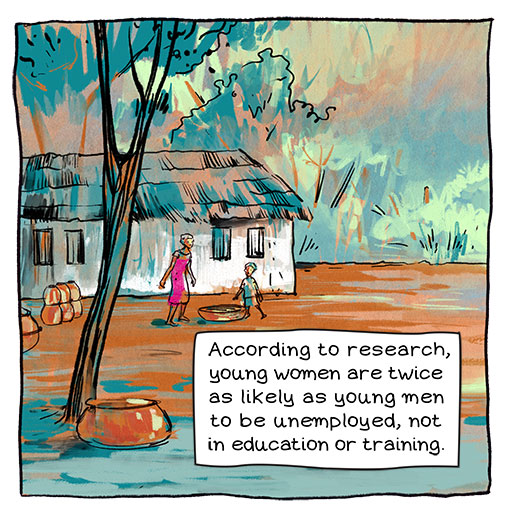 According to research,
young women are twice
as likely as young men
to be unemployed, not
in education or training.